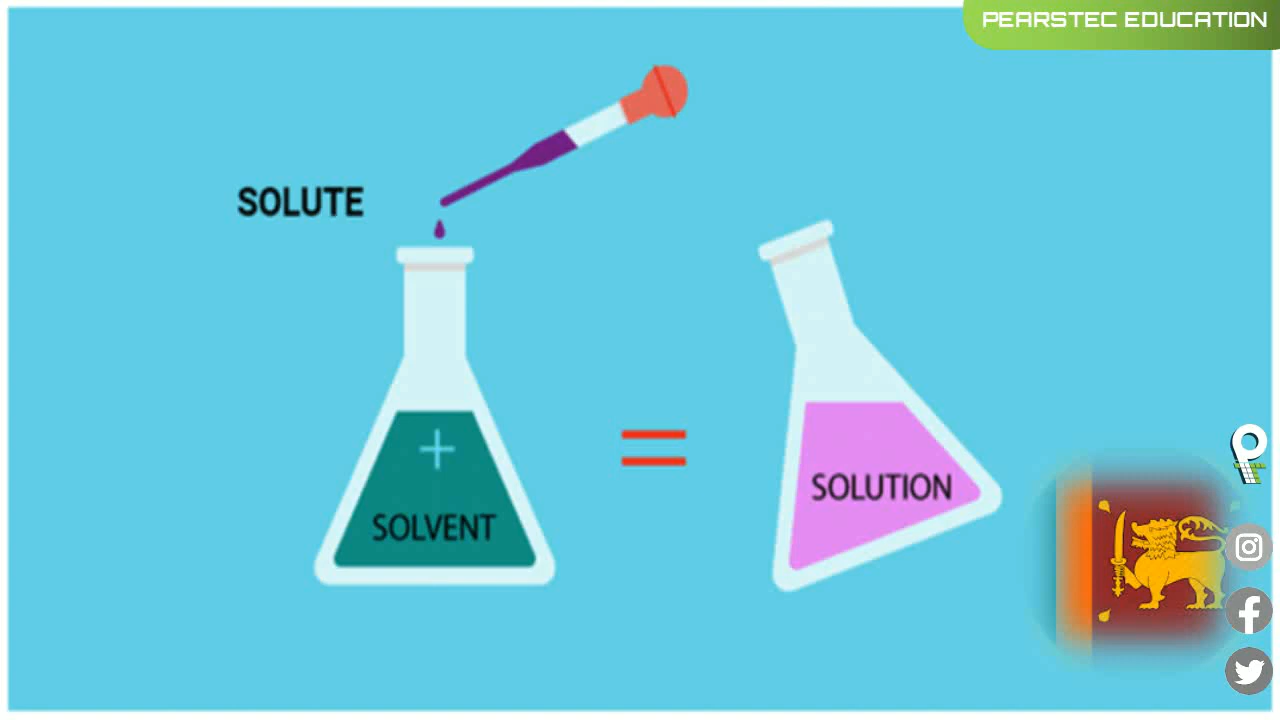 PEARSTEC EDUCATION
SOLUTE
+
SOLVENT
=
SOLUTION